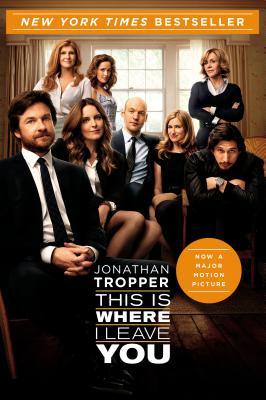 NEW YORK TIMES BESTSELLER
JONATHAN
TROPPER
THIS IS
WHERE
I LEAVE
YOU
NOW A
MAJOR
MOTION
PICTURE